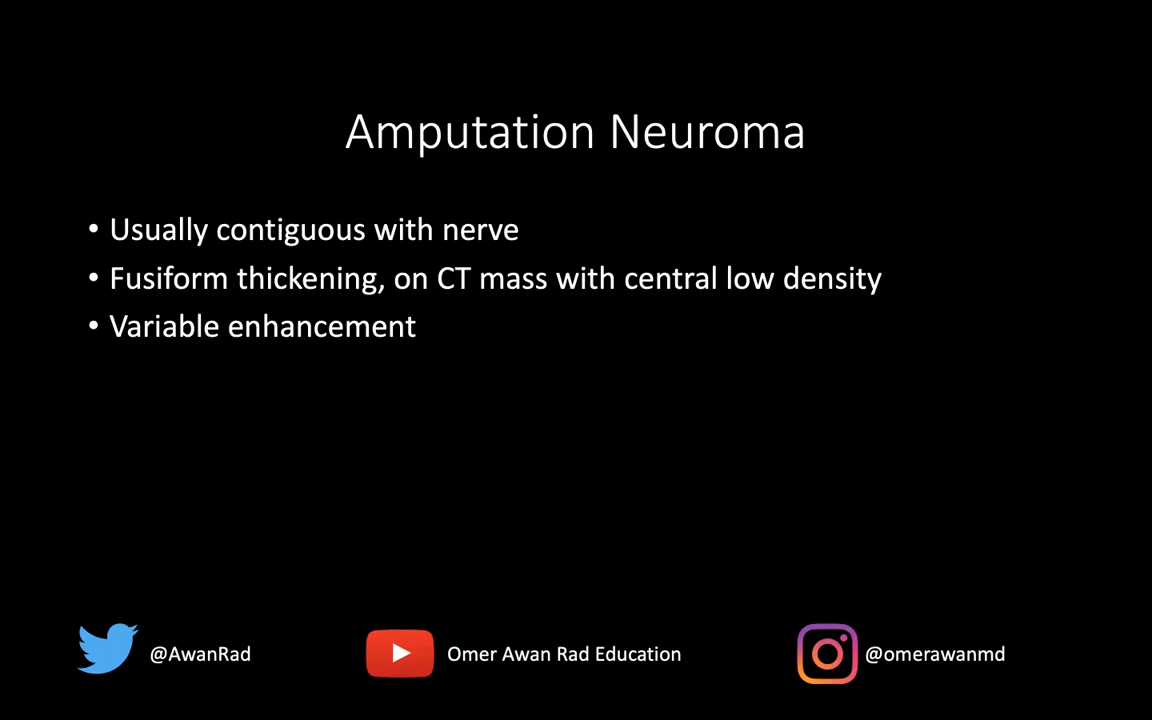 Amputation Neuroma
• Usually contiguous with nerve
• Fusiform thickening, on CT mass with central low density
• Variable enhancement
@AwanRad
Omer Awan Rad Education
@omerawanmd